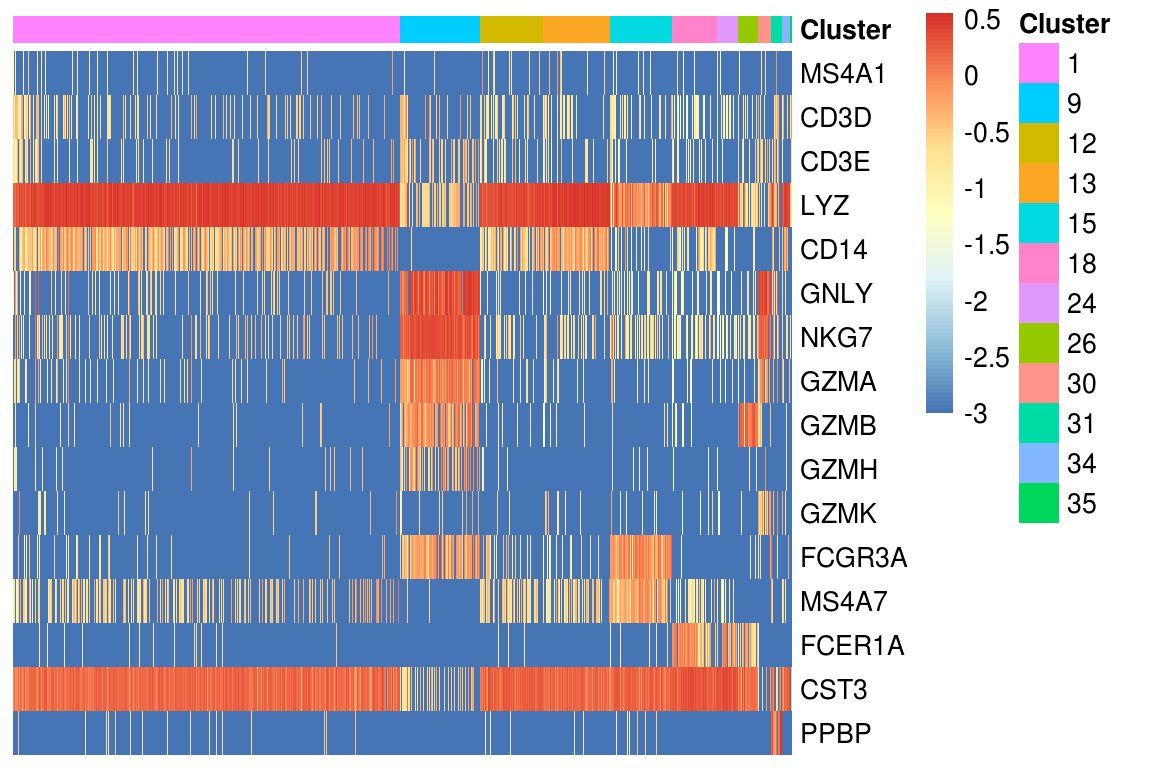 Cluster
MS4A1
CD3D
CD3E
LYZ
CD14
GNLY
NKG7
GZMA
GZMB
GZMH
GZMK
FCGR3A
MS4A7
FCER1A
CST3
PPBP
0.5
0
-0.5
-1
-1.5
-2
-2.5
-3
Cluster
1
9
12
13
15
18
24
26
30
31
34
35